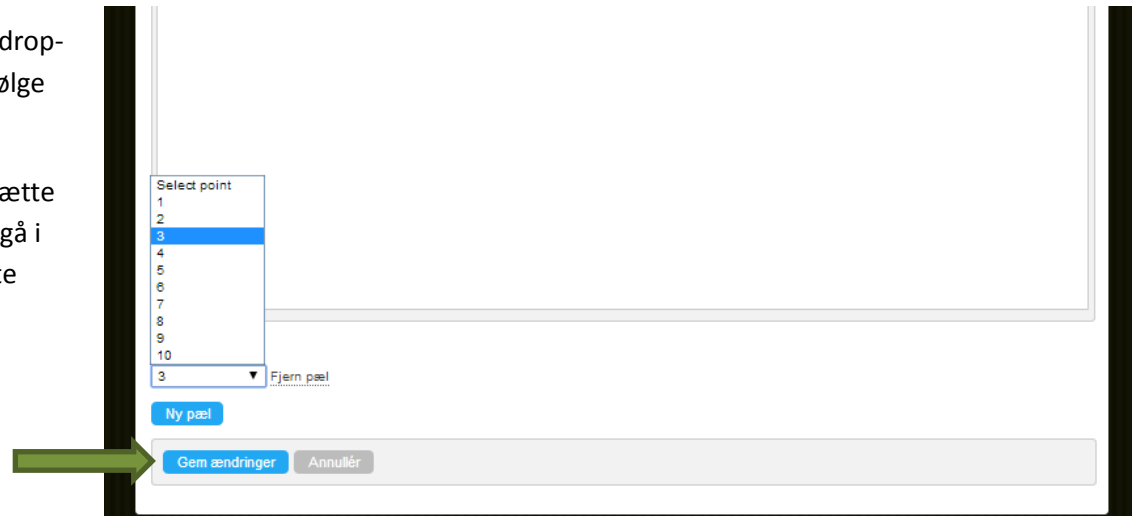 drop-
ølge
ætte
gå i
te
Select point
1
2
3
4
5
6
7
8
9
10
3 Fjern pæl
Ny pæl
Gem ændringer Annullér